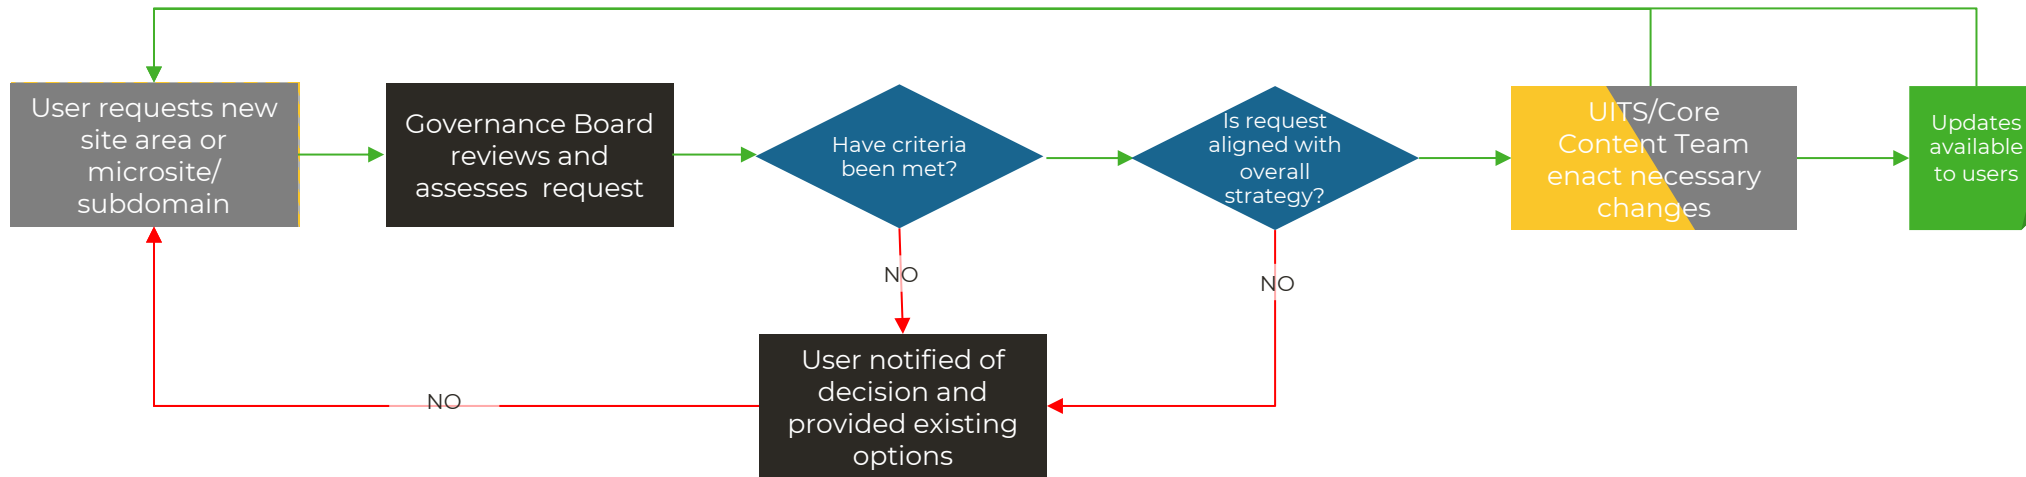 User requests new
site area or
microsite/
subdomain
Governance Board
reviews and
assesses  request
Have criteria
been met?
Is request
aligned with
overall
strategy?
UITS/Core
Content Team
enact necessary
changes
Updates
available
to users
NO
NO
User notified of
decision and
provided existing
options
NO